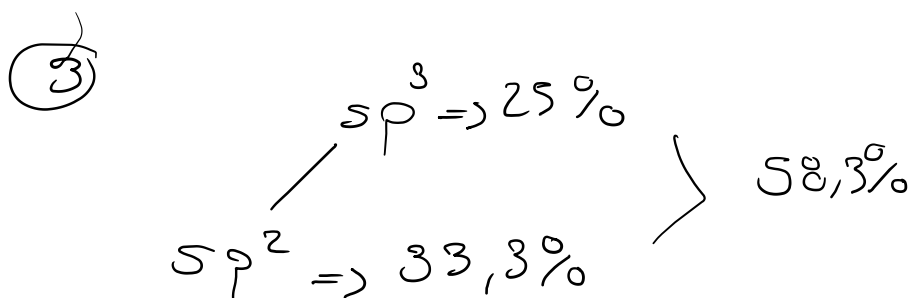 3
sp³ => 25%
58,3%
sp² => 33,3%